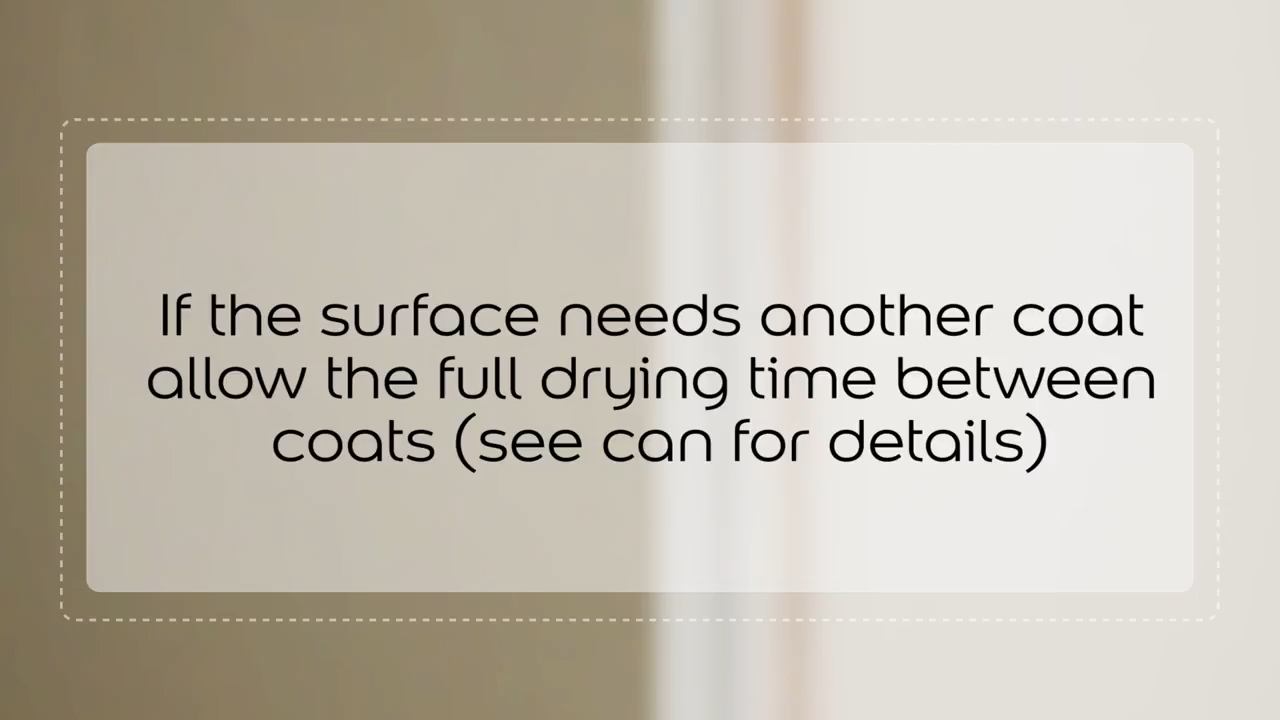 If the surface needs another coat
allow the full drying time between
coats (see can for details)